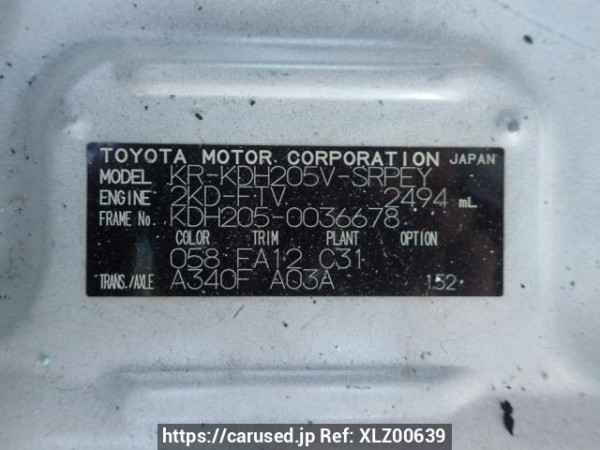 TOYOTA MOTOR CORPORATION JAPAN
MODEL KR-KDH205V-SRPEY
ENGINE 2KD-FTV 2494 mL
FRAME No. KDH205-0036678
COLOR TRIM PLANT OPTION
058 FA12 C31
TRANS./AXLE A340F A03A 152
https://carused.jp Ref: XLZ00639